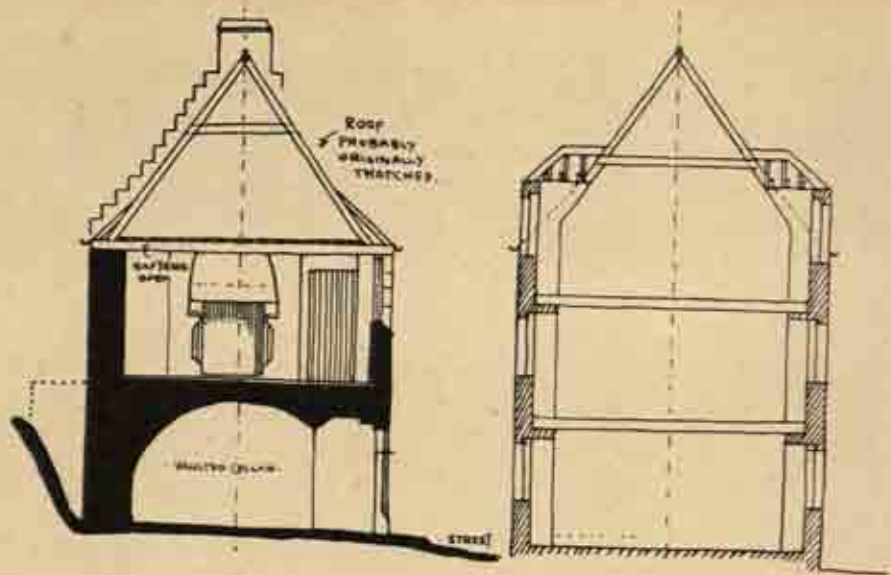 ROOF
PROBABLY
ORIGINALLY
THATCHED.
OPEN
VAULTED CELLAR
STREET